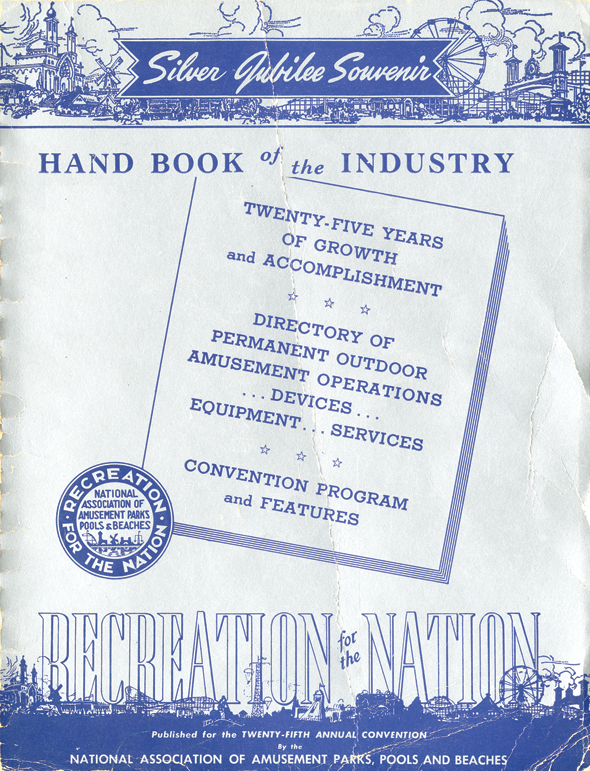 Silver Jubilee Souvenir
HAND BOOK of the INDUSTRY
TWENTY-FIVE YEARS
OF GROWTH
and ACCOMPLISHMENT
☆ ☆ ☆
DIRECTORY OF
PERMANENT OUTDOOR
AMUSEMENT OPERATIONS
... DEVICES ...
EQUIPMENT ... SERVICES
☆ ☆ ☆
CONVENTION PROGRAM
and FEATURES
RECREATION
NATIONAL
ASSOCIATION OF
AMUSEMENT PARKS
POOLS & BEACHES
FOR THE NATION
RECREATION for the NATION
Published for the TWENTY-FIFTH ANNUAL CONVENTION
By the
NATIONAL ASSOCIATION OF AMUSEMENT PARKS, POOLS AND BEACHES